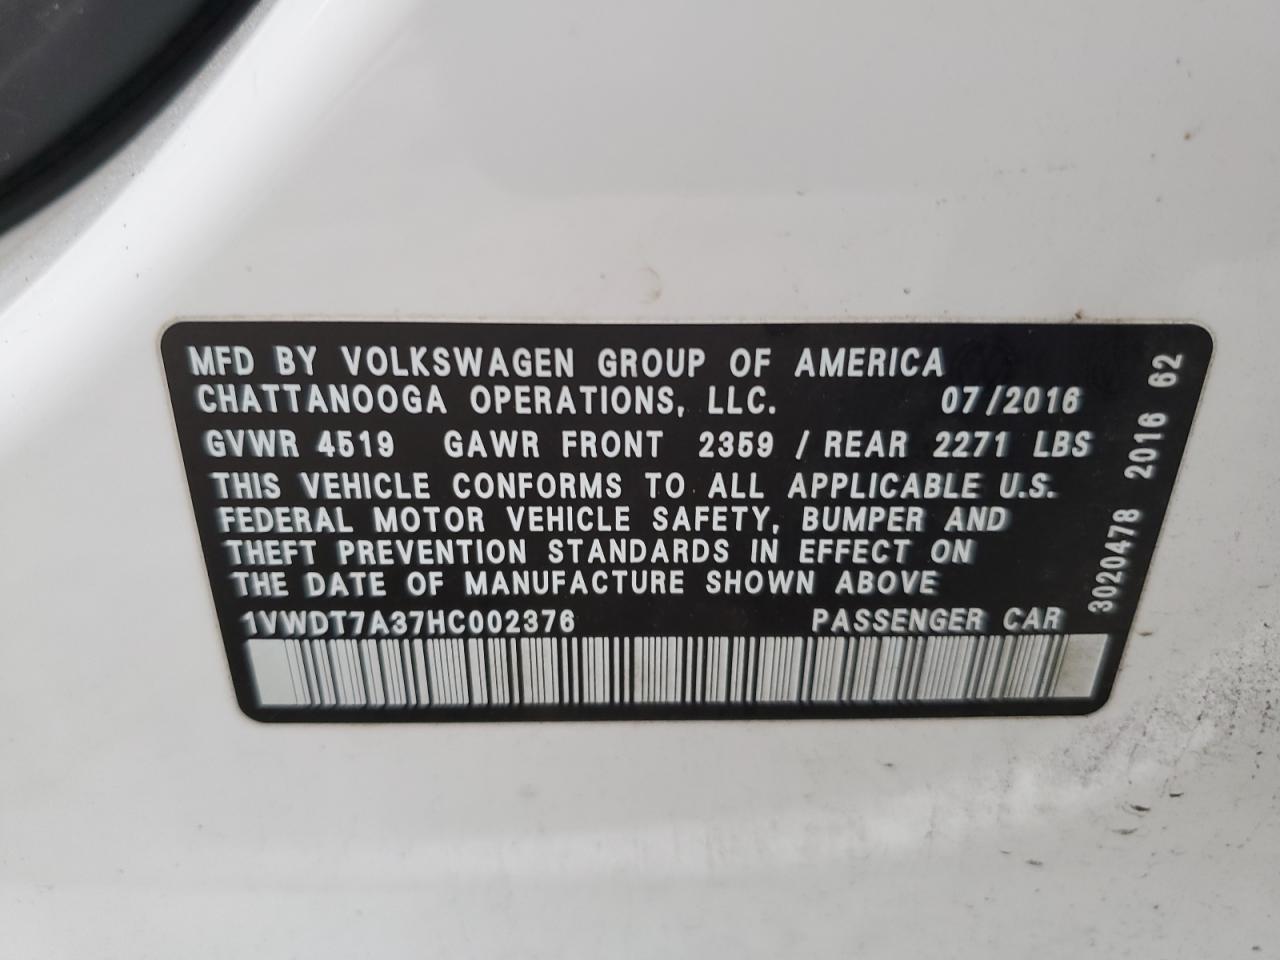 MFD BY VOLKSWAGEN GROUP OF AMERICA
CHATTANOOGA OPERATIONS, LLC. 07/2016
GVWR 4519 GAWR FRONT 2359 / REAR 2271 LBS
THIS VEHICLE CONFORMS TO ALL APPLICABLE U.S.
FEDERAL MOTOR VEHICLE SAFETY, BUMPER AND
THEFT PREVENTION STANDARDS IN EFFECT ON
THE DATE OF MANUFACTURE SHOWN ABOVE
1VWDT7A37HC002376 PASSENGER CAR
3020478 2016 62